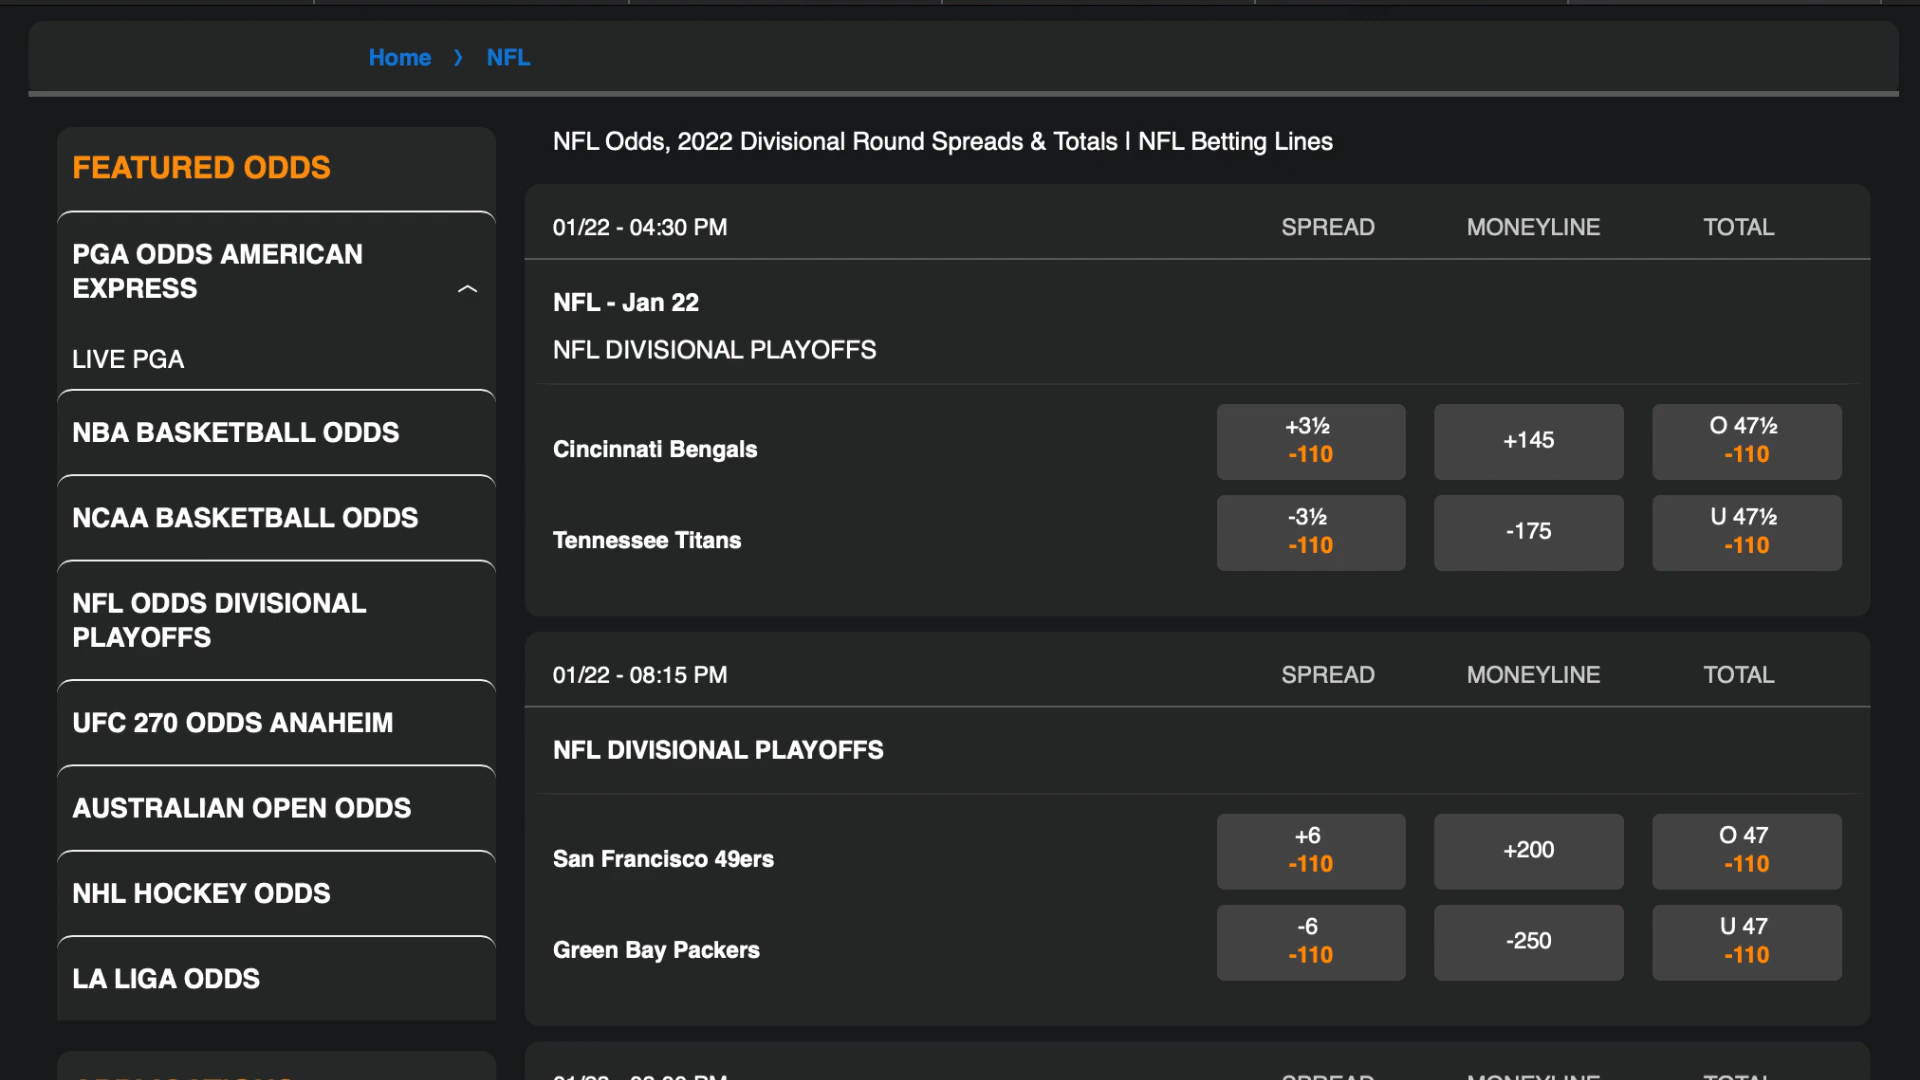 Home › NFL
FEATURED ODDS
PGA ODDS AMERICAN
EXPRESS
LIVE PGA
NBA BASKETBALL ODDS
NCAA BASKETBALL ODDS
NFL ODDS DIVISIONAL
PLAYOFFS
UFC 270 ODDS ANAHEIM
AUSTRALIAN OPEN ODDS
NHL HOCKEY ODDS
LA LIGA ODDS
NFL Odds, 2022 Divisional Round Spreads & Totals | NFL Betting Lines
01/22 - 04:30 PM SPREAD MONEYLINE TOTAL
NFL - Jan 22
NFL DIVISIONAL PLAYOFFS
Cincinnati Bengals
+3½
-110
+145
O 47½
-110
Tennessee Titans
-3½
-110
-175
U 47½
-110
01/22 - 08:15 PM SPREAD MONEYLINE TOTAL
NFL DIVISIONAL PLAYOFFS
San Francisco 49ers
+6
-110
+200
O 47
-110
Green Bay Packers
-6
-110
-250
U 47
-110
SPREAD MONEYLINE TOTAL